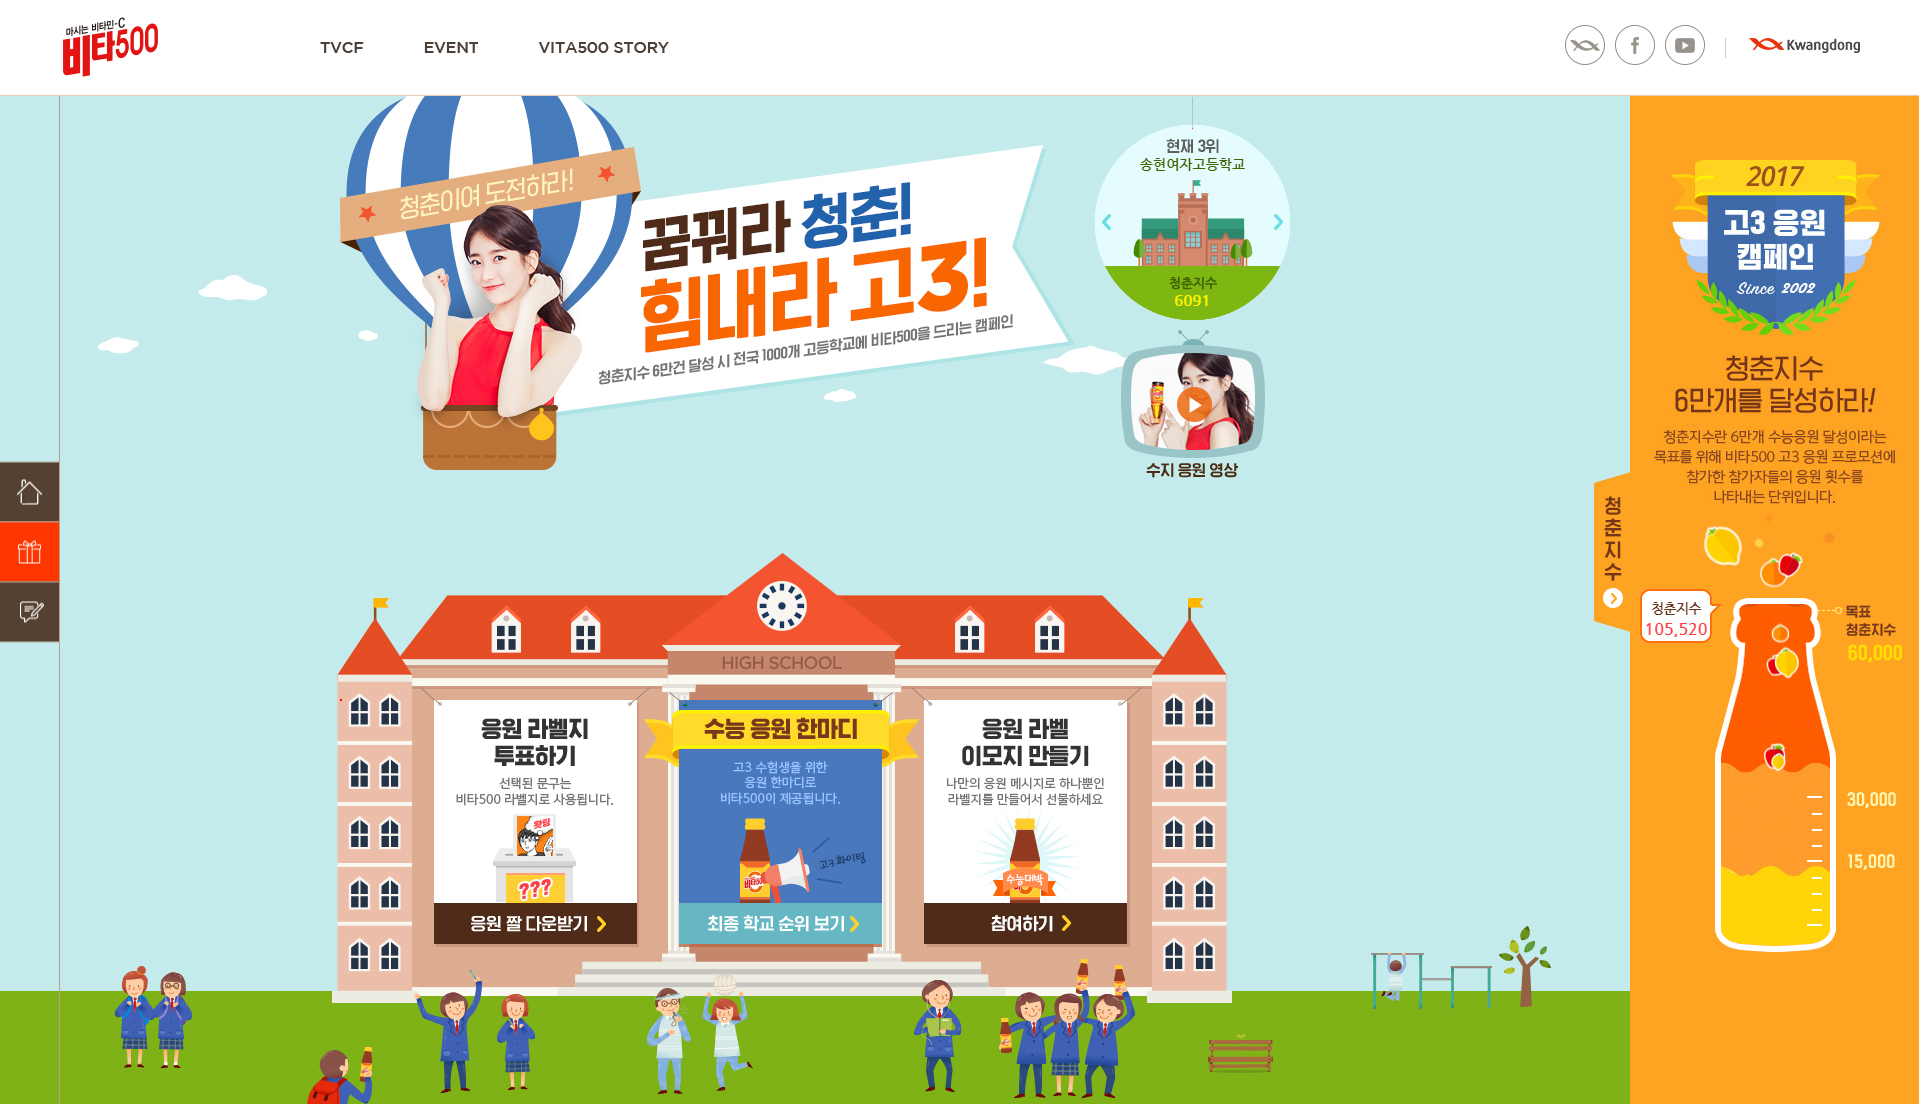 마시는 비타민-C
비타500
TVCF
EVENT
VITA500 STORY
Kwangdong
청춘이여 도전하라!
꿈꿔라 청춘!
힘내라 고3!
청춘지수 6만건 달성 시 전국 1000개 고등학교에 비타500을 드리는 캠페인
현재 3위
송현여자고등학교
청춘지수
6091
수지 응원 영상
2017
고3 응원
캠페인
Since 2002
청춘지수
6만개를 달성하라!
청춘지수란 6만개 수능응원 달성이라는
목표를 위해 비타500 고3 응원 프로모션에
참가한 참가자들의 응원 횟수를
나타내는 단위입니다.
청춘지수
청춘지수
105,520
목표
청춘지수
60,000
30,000
15,000
HIGH SCHOOL
응원 라벨지
투표하기
선택된 문구는
비타500 라벨지로 사용됩니다.
홧팅
???
응원 짤 다운받기
수능 응원 한마디
고3 수험생을 위한
응원 한마디로
비타500이 제공됩니다.
비타500
고3 화이팅
최종 학교 순위 보기
응원 라벨
이모지 만들기
나만의 응원 메시지로 하나뿐인
라벨지를 만들어서 선물하세요
수능대박
참여하기